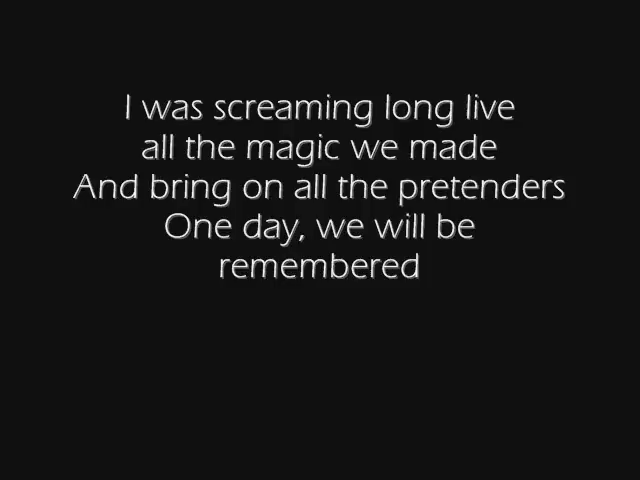 I was screaming long live
all the magic we made
And bring on all the pretenders
One day, we will be
remembered